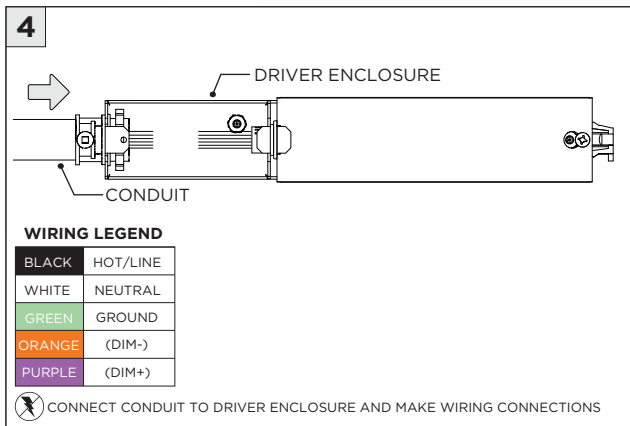 4
DRIVER ENCLOSURE
CONDUIT
WIRING LEGEND
BLACK HOT/LINE
WHITE NEUTRAL
GREEN GROUND
ORANGE (DIM-)
PURPLE (DIM+)
CONNECT CONDUIT TO DRIVER ENCLOSURE AND MAKE WIRING CONNECTIONS